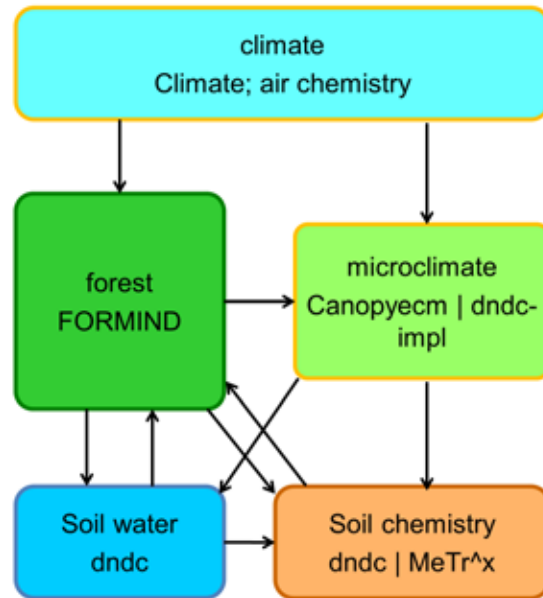 climate
Climate; air chemistry
forest
FORMIND
microclimate
Canopyecm | dndc-
impl
Soil water
dndc
Soil chemistry
dndc | MeTr^x